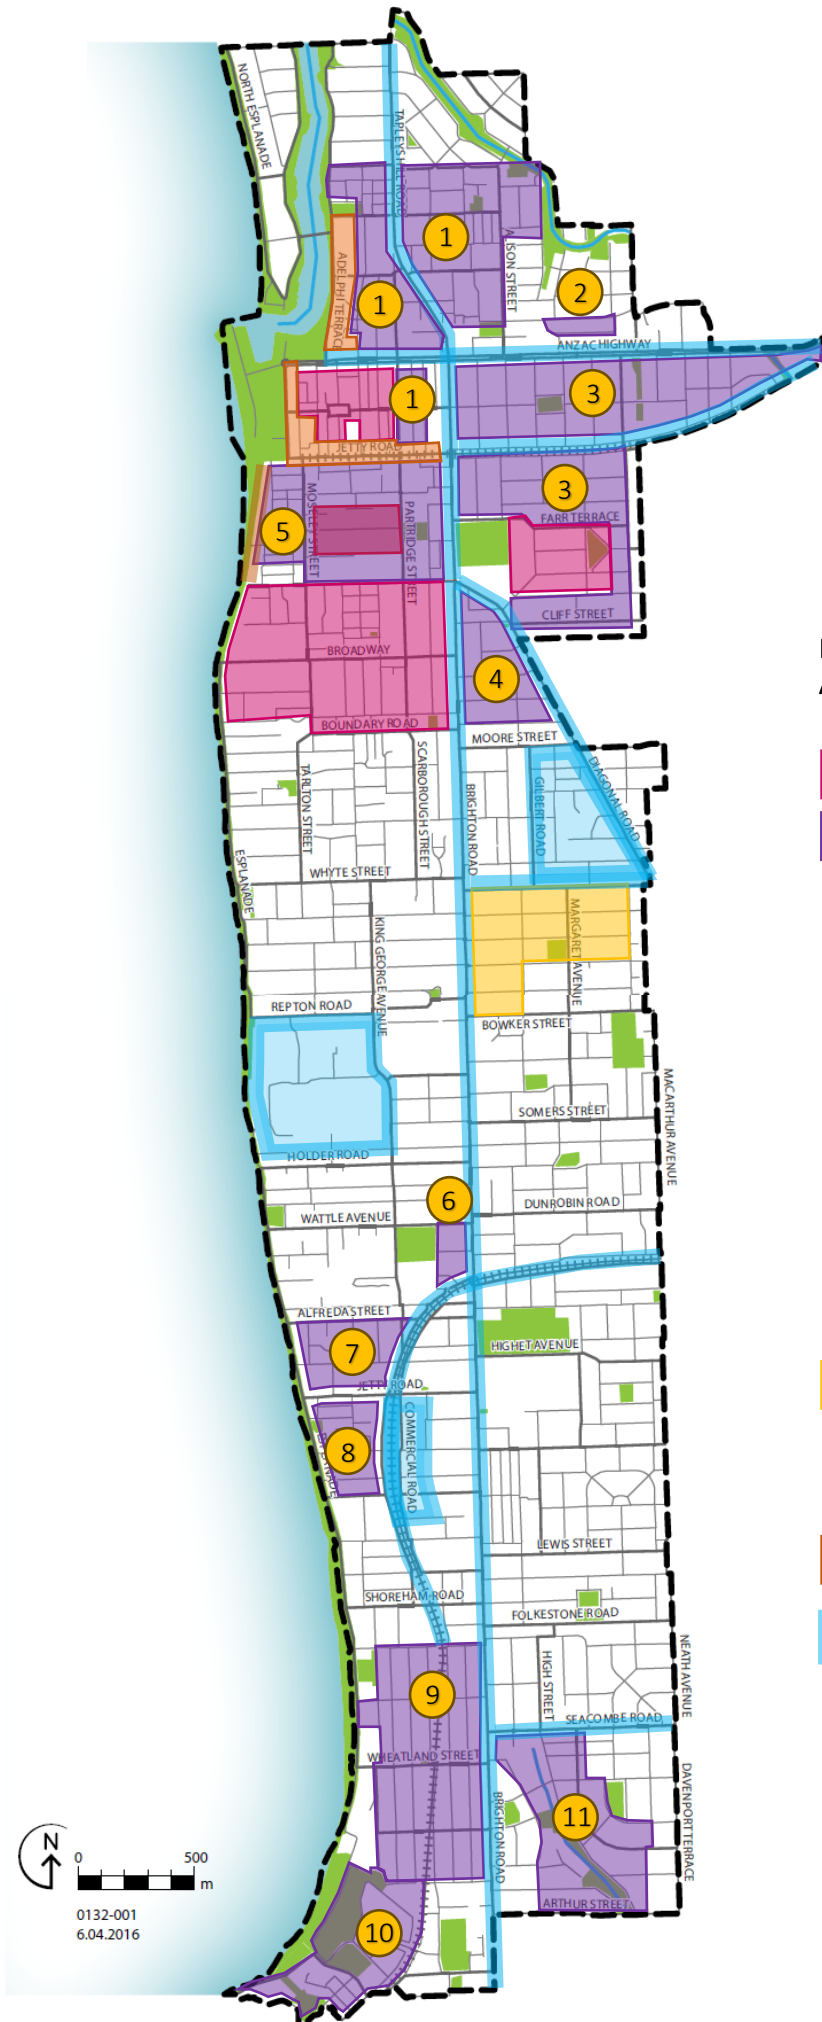 NORTH ESPLANADE
TAPLEYS HILL ROAD
1
ALISON STREET
2
ADELPHI TERRACE
1
ANZAC HIGHWAY
1
3
JETTY ROAD
3
MOSELEY STREET
PARTRIDGE STREET
FARR TERRACE
5
CLIFF STREET
BROADWAY
4
BOUNDARY ROAD
MOORE STREET
TARLTON STREET
SCARBOROUGH STREET
BRIGHTON ROAD
GILBERT ROAD
DIAGONAL ROAD
WHYTE STREET
ESPLANADE
KING GEORGE AVENUE
MARGARET AVENUE
REPTON ROAD
BOWKER STREET
MACARTHUR AVENUE
SOMERS STREET
HOLDER ROAD
6
DUNROBIN ROAD
WATTLE AVENUE
ALFREDA STREET
7
HIGHET AVENUE
JETTY ROAD
COMMERCIAL ROAD
8
ESPLANADE
LEWIS STREET
SHOREHAM ROAD
FOLKESTONE ROAD
HIGH STREET
NEATH AVENUE
9
SEACOMBE ROAD
WHEATLAND STREET
BRIGHTON ROAD
11
DAVENPORT TERRACE
N
0 500
m
ARTHUR STREET
0132-001
6.04.2016
10